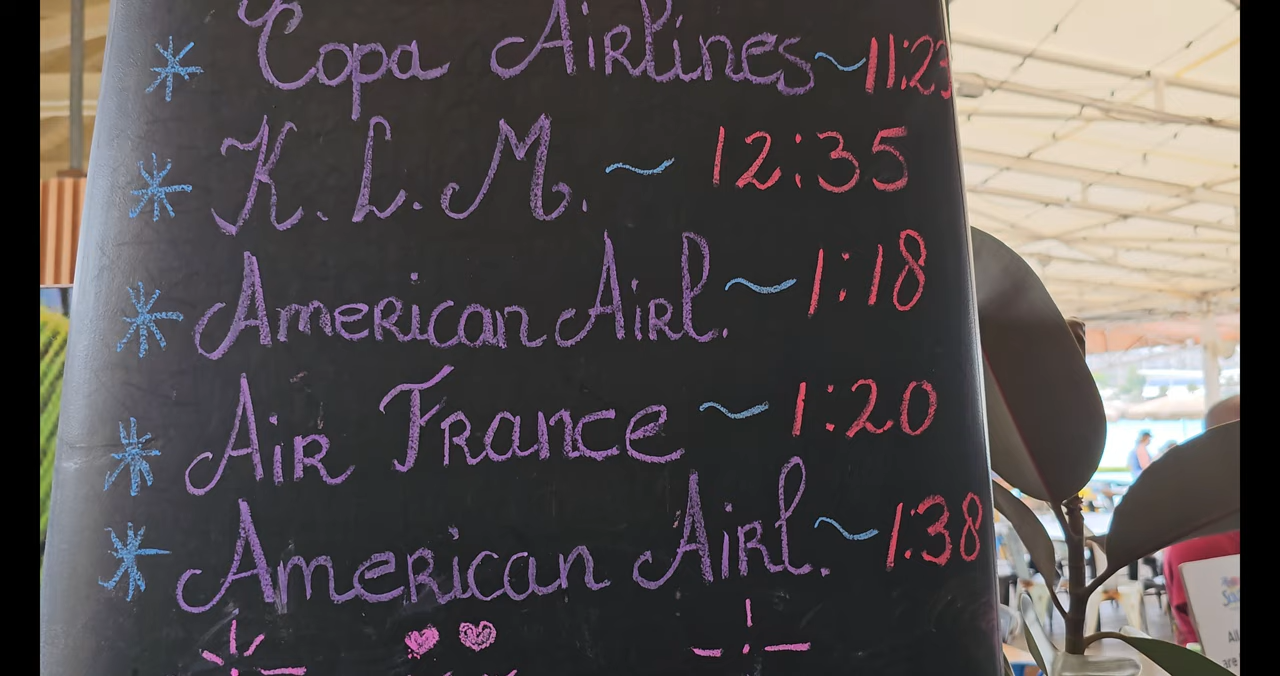 Copa Airlines ~ 11:23
K.L.M. ~ 12:35
American Airl. ~ 1:18
Air France ~ 1:20
American Airl. ~ 1:38